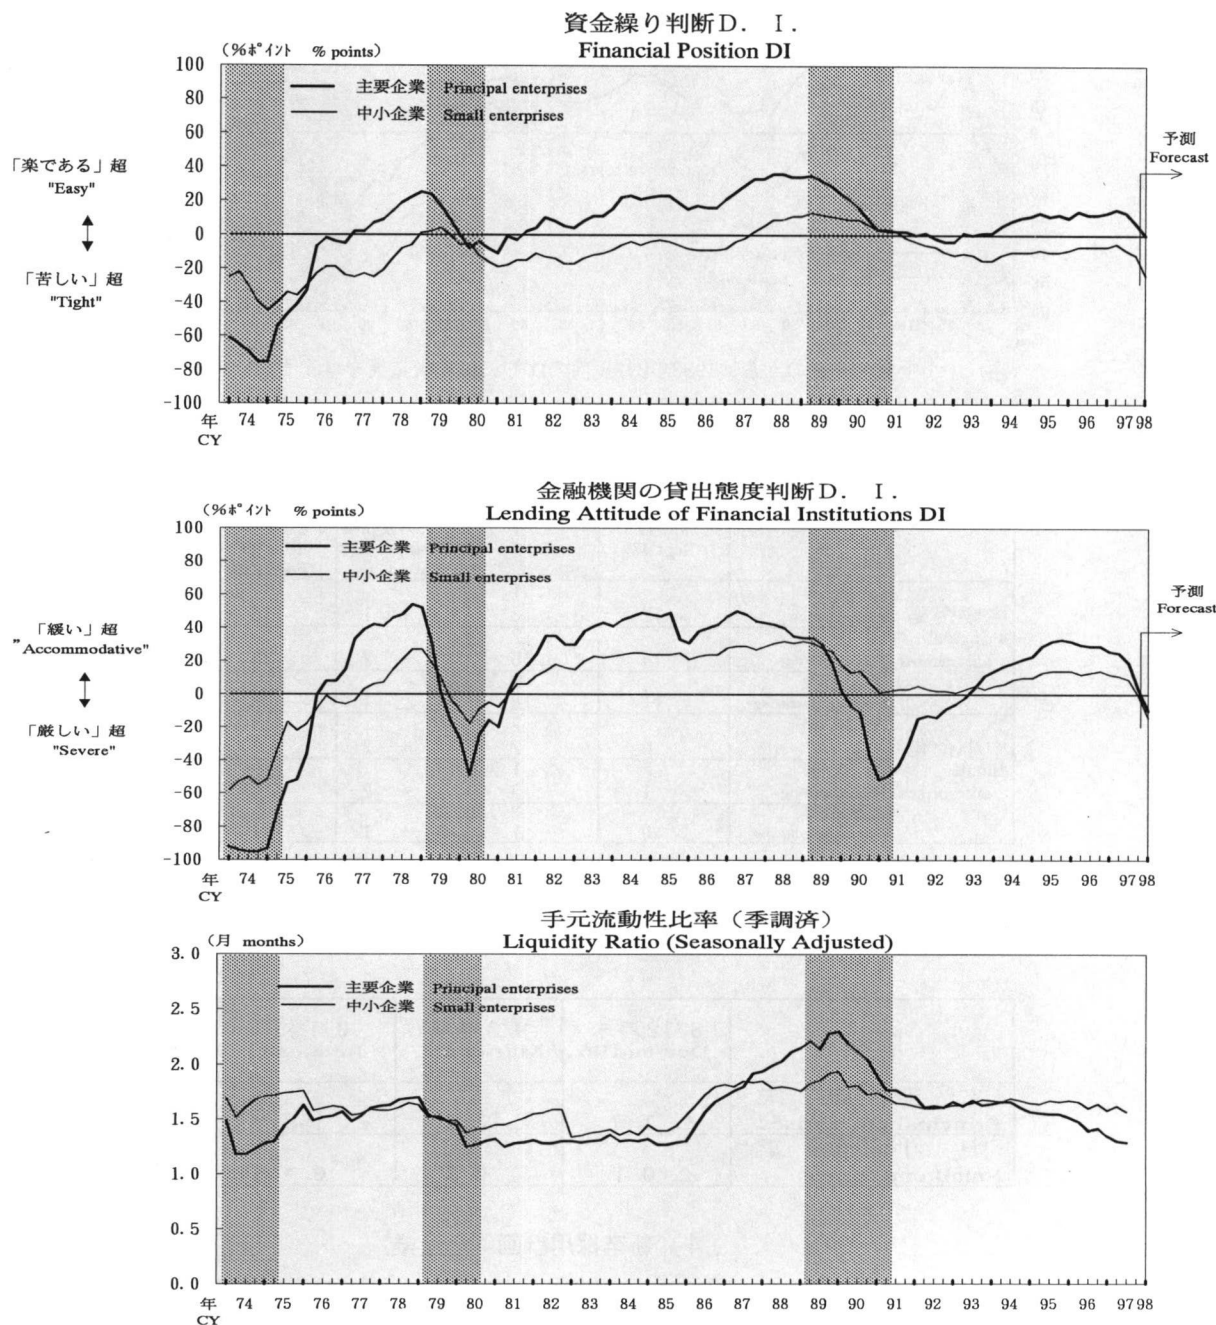 資金繰り判断D. I.
Financial Position DI
(%ポイント % points)
主要企業 Principal enterprises
中小企業 Small enterprises
100
80
60
40
20
0
-20
-40
-60
-80
-100
「楽である」超
"Easy"
「苦しい」超
"Tight"
予測
Forecast
年 74 75 76 77 78 79 80 81 82 83 84 85 86 87 88 89 90 91 92 93 94 95 96 97 98
CY
金融機関の貸出態度判断D. I.
Lending Attitude of Financial Institutions DI
(%ポイント % points)
主要企業 Principal enterprises
中小企業 Small enterprises
100
80
60
40
20
0
-20
-40
-60
-80
-100
「緩い」超
"Accommodative"
「厳しい」超
"Severe"
予測
Forecast
年 74 75 76 77 78 79 80 81 82 83 84 85 86 87 88 89 90 91 92 93 94 95 96 97 98
CY
手元流動性比率(季調済)
Liquidity Ratio (Seasonally Adjusted)
(月 months)
主要企業 Principal enterprises
中小企業 Small enterprises
3.0
2.5
2.0
1.5
1.0
0.5
0.0
年 74 75 76 77 78 79 80 81 82 83 84 85 86 87 88 89 90 91 92 93 94 95 96 97 98
CY